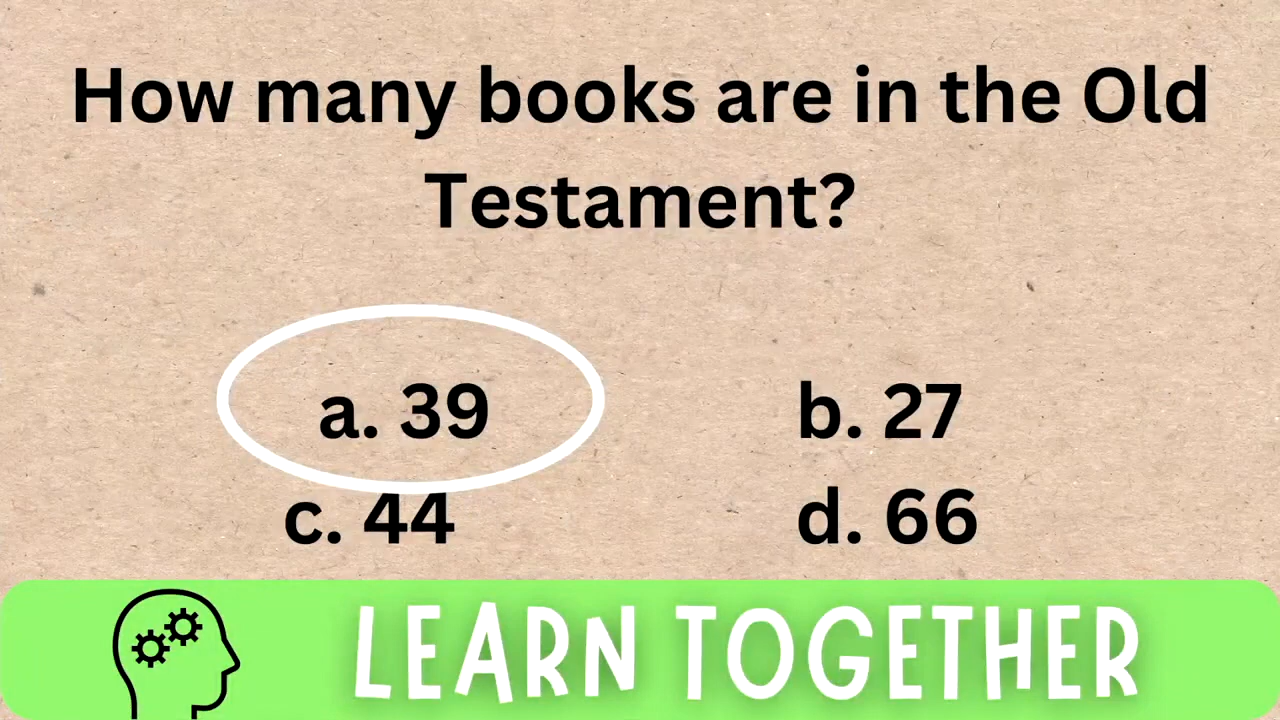 How many books are in the Old
Testament?
a. 39 b. 27
c. 44 d. 66
LEARN TOGETHER